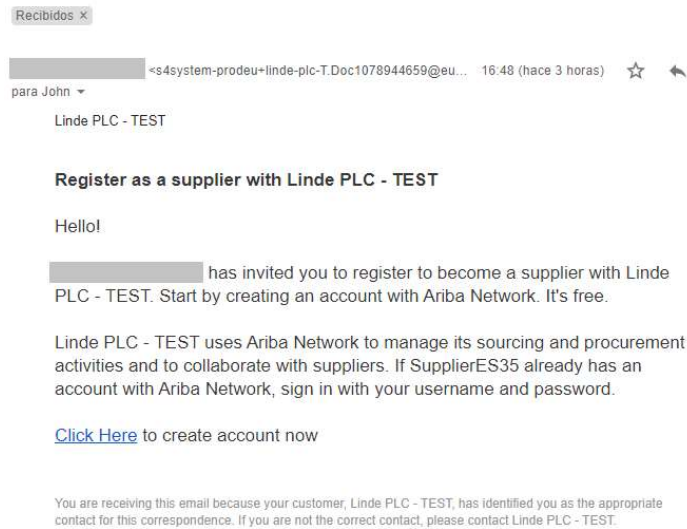 Recibidos ×
<s4system-prodeu+linde-plc-T.Doc1078944659@eu... 16:48 (hace 3 horas)
para John
Linde PLC - TEST
Register as a supplier with Linde PLC - TEST
Hello!
has invited you to register to become a supplier with Linde
PLC - TEST. Start by creating an account with Ariba Network. It's free.
Linde PLC - TEST uses Ariba Network to manage its sourcing and procurement
activities and to collaborate with suppliers. If SupplierES35 already has an
account with Ariba Network, sign in with your username and password.
Click Here to create account now
You are receiving this email because your customer, Linde PLC - TEST, has identified you as the appropriate
contact for this correspondence. If you are not the correct contact, please contact Linde PLC - TEST.